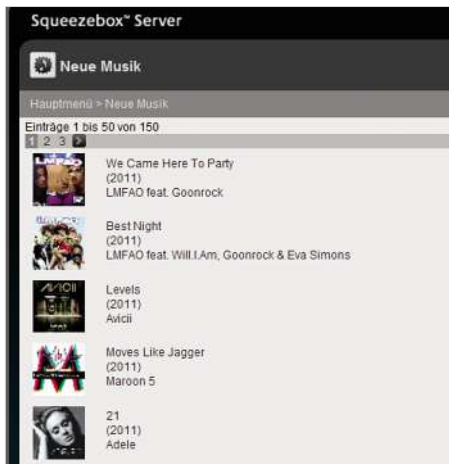 Squeezebox™ Server
Neue Musik
Hauptmenü > Neue Musik
Einträge 1 bis 50 von 150
1 2 3
LMFAO
We Came Here To Party
(2011)
LMFAO feat. Goonrock
Best Night
(2011)
LMFAO feat. Will.I.Am, Goonrock & Eva Simons
AVICII
Levels
(2011)
Avicii
Moves Like Jagger
(2011)
Maroon 5
21
(2011)
Adele